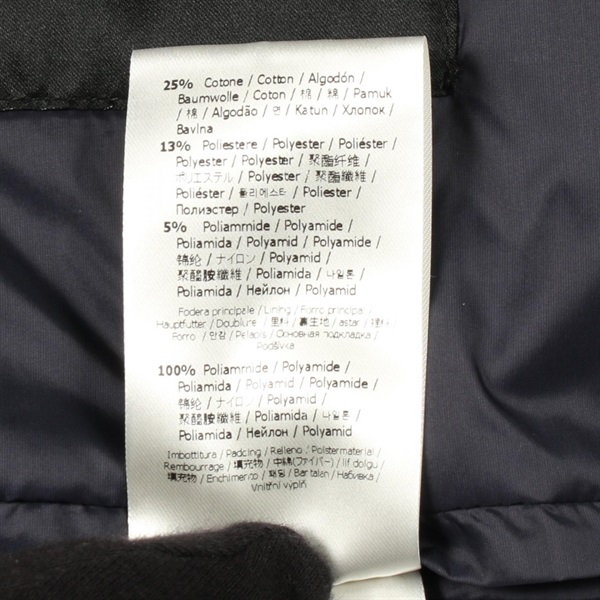 25% Cotone / Cotton / Algodón /
Baumwolle / Coton / 棉 / 綿 / Pamuk
/ 棉 / Algodão / 면 / Katun / Хлопок /
Bavlna
13% Poliestere / Polyester / Poliéster /
Polyester / Polyester / 聚酯纤维 /
ポリエステル / Polyester / 聚酯纖維 /
Poliéster / 폴리에스터 / Poliester /
Полиэстер / Polyester
5% Poliammide / Polyamide /
Poliamida / Polyamid / Polyamide /
锦纶 / ナイロン / Polyamid /
聚醯胺纖維 / Poliamida / 나일론 /
Poliamida / Нейлон / Polyamid
Fodera principale / Lining / Forro principal /
Hauptfutter / Doublure / 里料 / 裏生地 / astar / 裡料
Forro / 안감 / Pelapis / Основная подкладка /
Podšívka
100% Poliammide / Polyamide /
Poliamida / Polyamid / Polyamide /
锦纶 / ナイロン / Polyamid /
聚醯胺纖維 / Poliamida / 나일론 /
Poliamida / Нейлон / Polyamid
Imbottitura / Padding / Relleno / Polstermaterial /
Rembourrage / 填充物 / 中綿(ファイバー) / lif dolgu /
填充物 / Enchimento / 패딩 / Bantalan / Набивка /
Vnitřní výplň